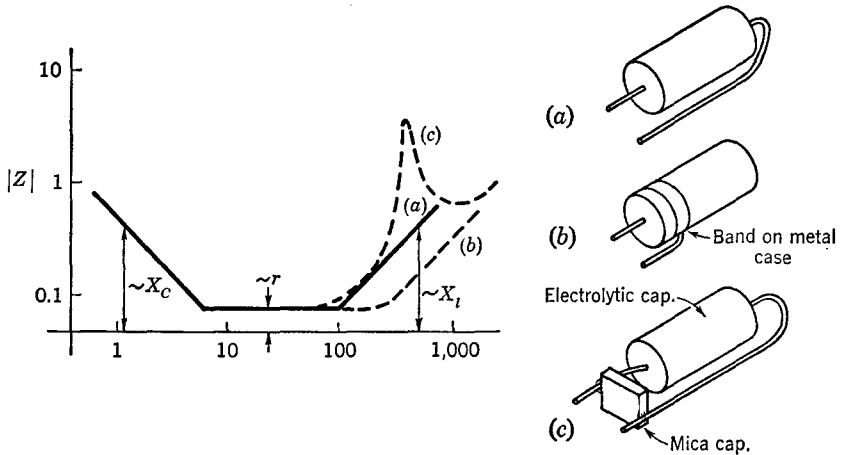 10
|Z|
1
0.1
~X_C
~r
(c)
(a)
(b)
~X_l
1
10
100
1,000
(a)
(b)
Band on metal
case
Electrolytic cap.
(c)
Mica cap.